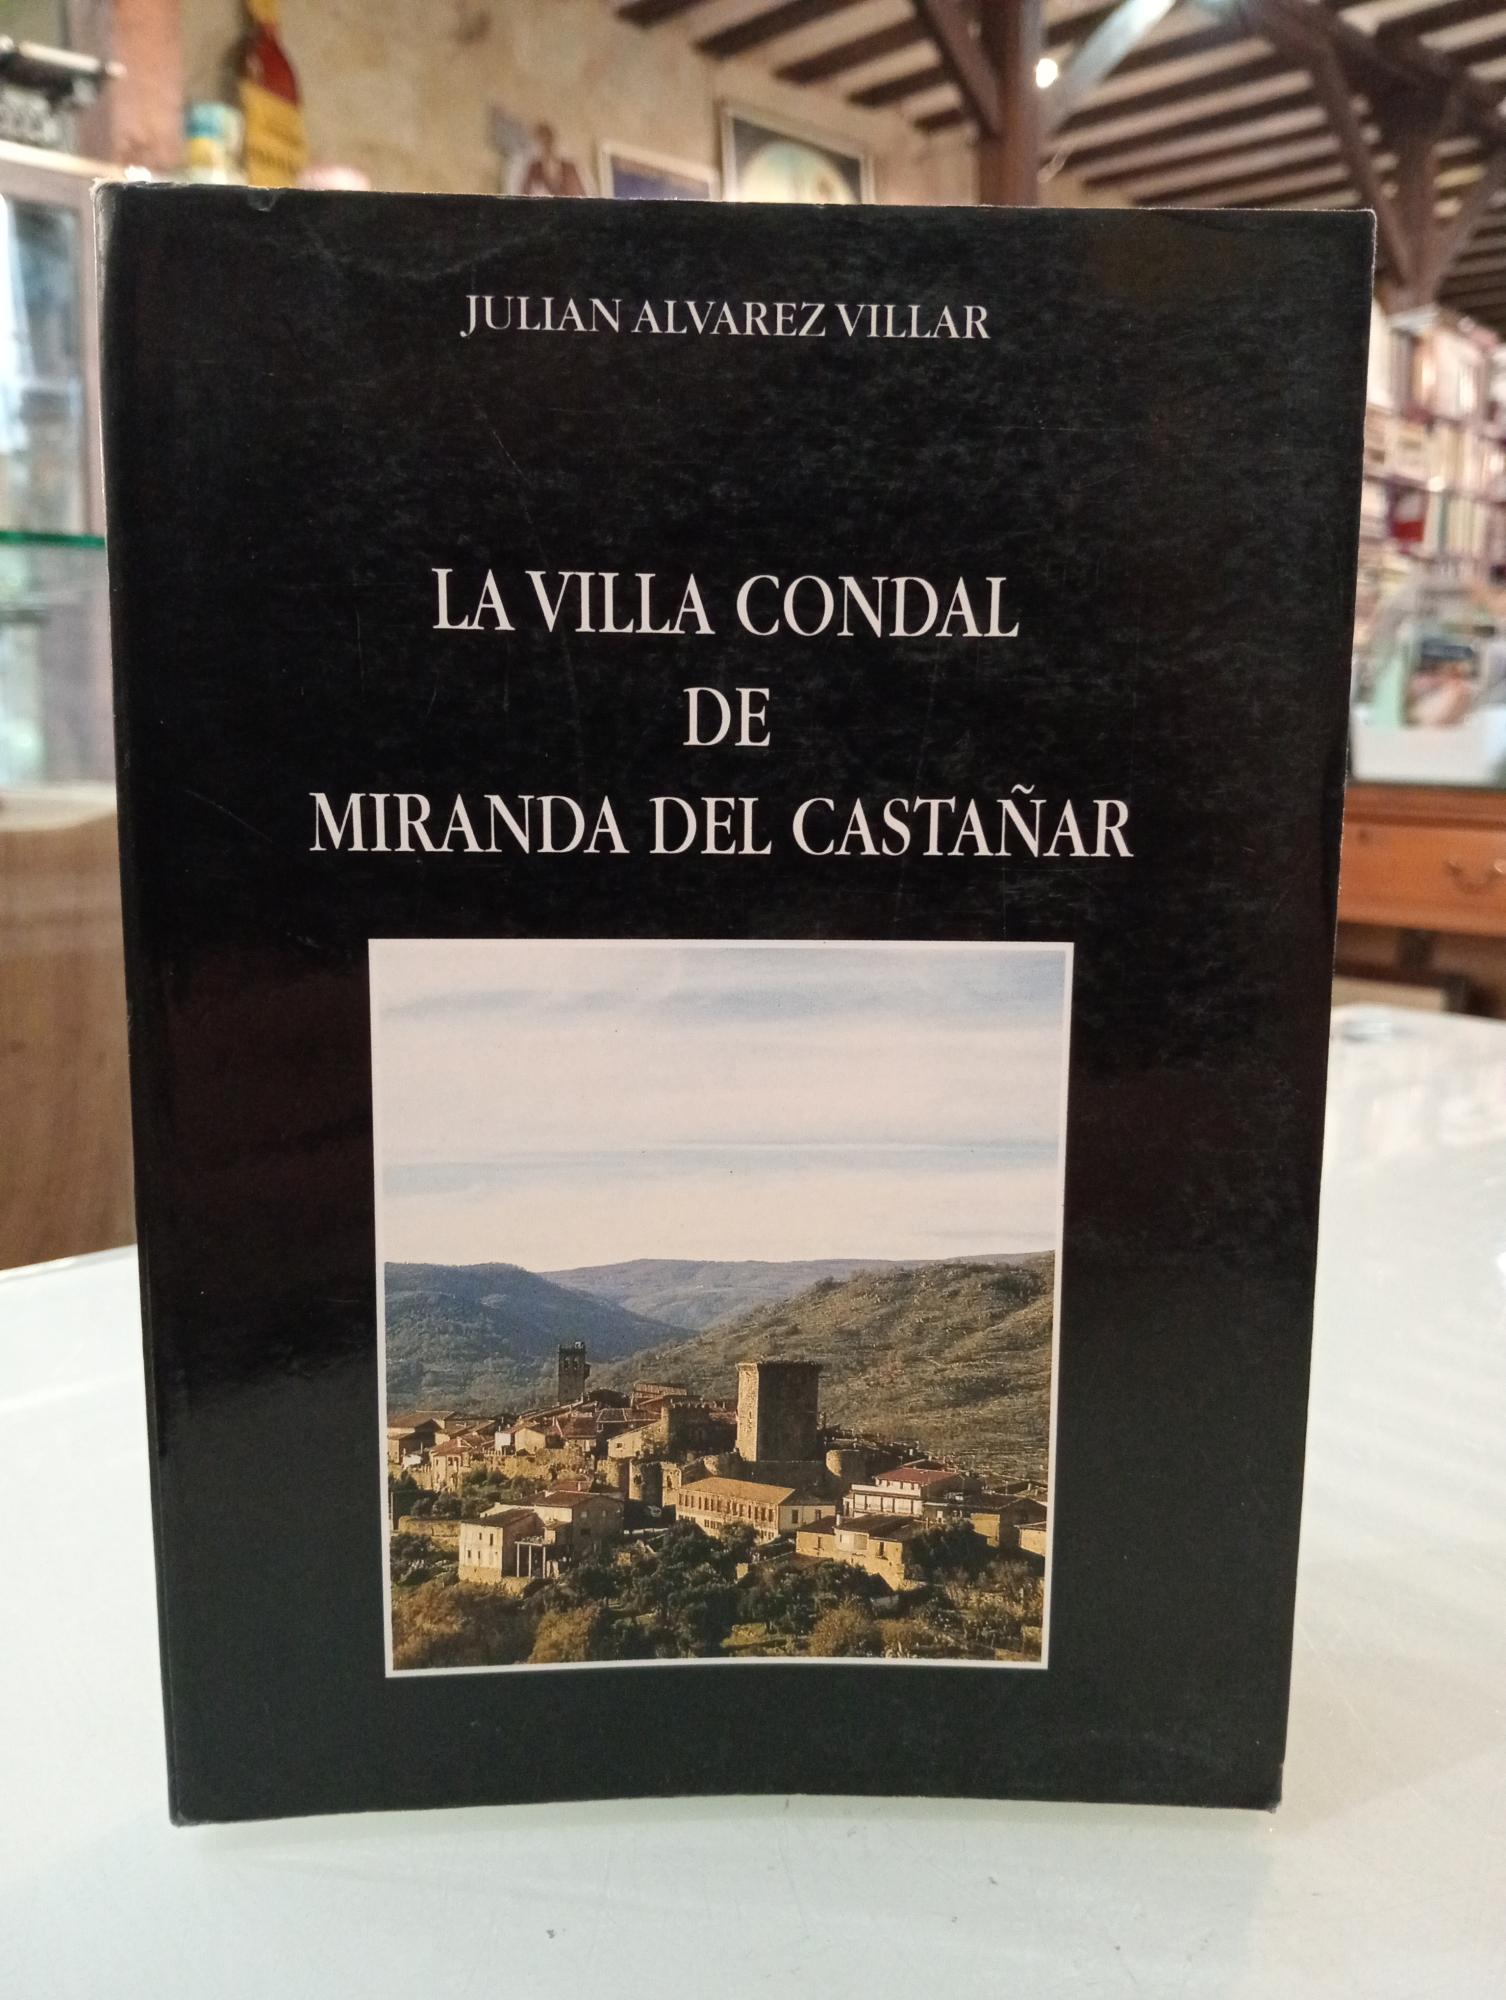 JULIAN ALVAREZ VILLAR
LA VILLA CONDAL
DE
MIRANDA DEL CASTAÑAR